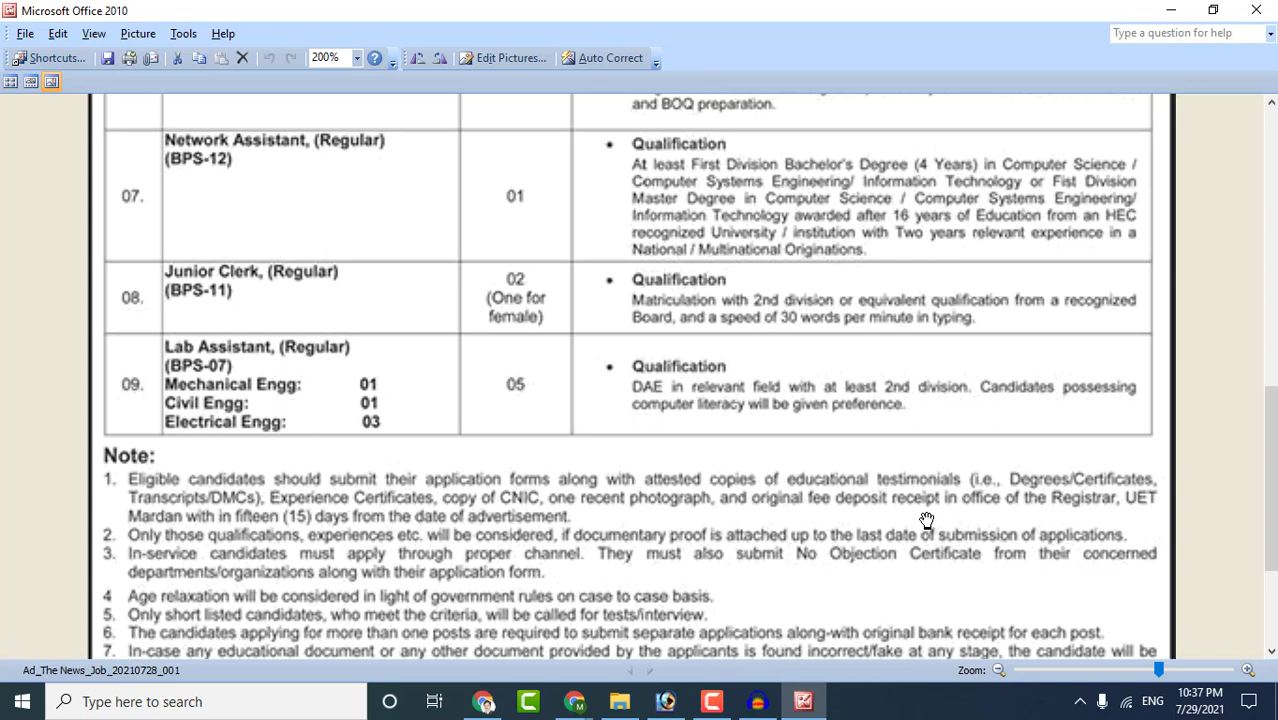 Microsoft Office 2010
File Edit View Picture Tools Help
Type a question for help
Shortcuts... 200% Edit Pictures... Auto Correct
and BOQ preparation.
07. Network Assistant, (Regular) (BPS-12) 01
• Qualification
At least First Division Bachelor's Degree (4 Years) in Computer Science /
Computer Systems Engineering/ Information Technology or Fist Division
Master Degree in Computer Science / Computer Systems Engineering/
Information Technology awarded after 16 years of Education from an HEC
recognized University / institution with Two years relevant experience in a
National / Multinational Originations.
08. Junior Clerk, (Regular) (BPS-11) 02 (One for female)
• Qualification
Matriculation with 2nd division or equivalent qualification from a recognized
Board, and a speed of 30 words per minute in typing.
09. Lab Assistant, (Regular)
(BPS-07)
Mechanical Engg: 01
Civil Engg: 01
Electrical Engg: 03
05
• Qualification
DAE in relevant field with at least 2nd division. Candidates possessing
computer literacy will be given preference.
Note:
1. Eligible candidates should submit their application forms along with attested copies of educational testimonials (i.e., Degrees/Certificates,
Transcripts/DMCs), Experience Certificates, copy of CNIC, one recent photograph, and original fee deposit receipt in office of the Registrar, UET
Mardan with in fifteen (15) days from the date of advertisement.
2. Only those qualifications, experiences etc. will be considered, if documentary proof is attached up to the last date of submission of applications.
3. In-service candidates must apply through proper channel. They must also submit No Objection Certificate from their concerned
departments/organizations along with their application form.
4 Age relaxation will be considered in light of government rules on case to case basis.
5. Only short listed candidates, who meet the criteria, will be called for tests/interview.
6. The candidates applying for more than one posts are required to submit separate applications along-with original bank receipt for each post.
7. In-case any educational document or any other document provided by the applicants is found incorrect/fake at any stage, the candidate will be
Ad_The News_Job_20210728_001 Zoom:
Type here to search
ENG
10:37 PM
7/29/2021